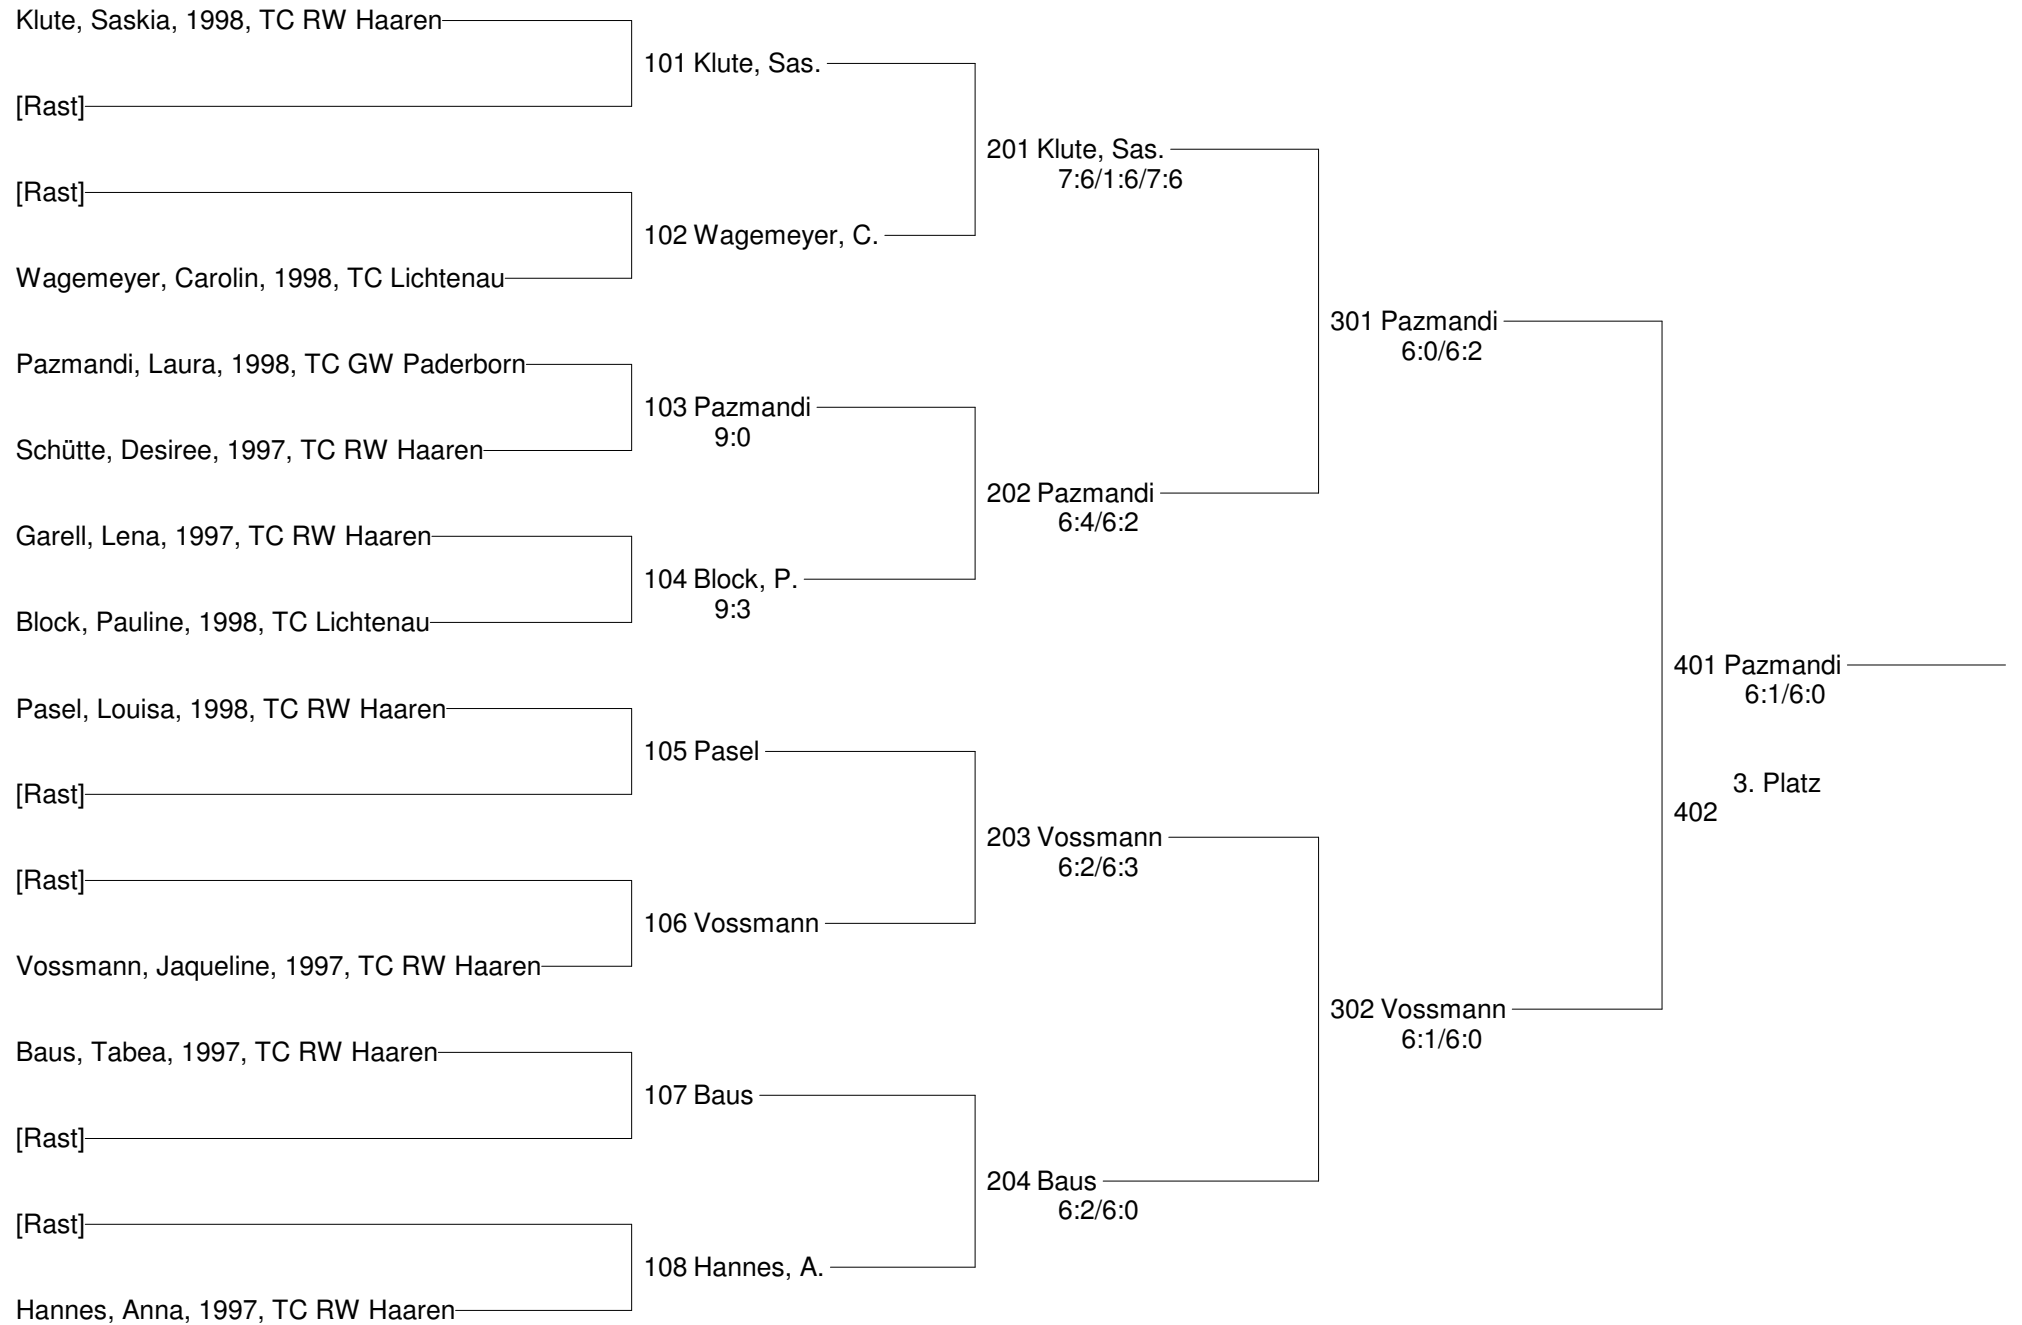 Klute, Saskia, 1998, TC RW Haaren
[Rast]
[Rast]
Wagemeyer, Carolin, 1998, TC Lichtenau
Pazmandi, Laura, 1998, TC GW Paderborn
Schütte, Desiree, 1997, TC RW Haaren
Garell, Lena, 1997, TC RW Haaren
Block, Pauline, 1998, TC Lichtenau
Pasel, Louisa, 1998, TC RW Haaren
[Rast]
[Rast]
Vossmann, Jaqueline, 1997, TC RW Haaren
Baus, Tabea, 1997, TC RW Haaren
[Rast]
[Rast]
Hannes, Anna, 1997, TC RW Haaren
101 Klute, Sas.
102 Wagemeyer, C.
103 Pazmandi
9:0
104 Block, P.
9:3
105 Pasel
106 Vossmann
107 Baus
108 Hannes, A.
201 Klute, Sas.
7:6/1:6/7:6
202 Pazmandi
6:4/6:2
203 Vossmann
6:2/6:3
204 Baus
6:2/6:0
301 Pazmandi
6:0/6:2
302 Vossmann
6:1/6:0
401 Pazmandi
6:1/6:0
3. Platz
402